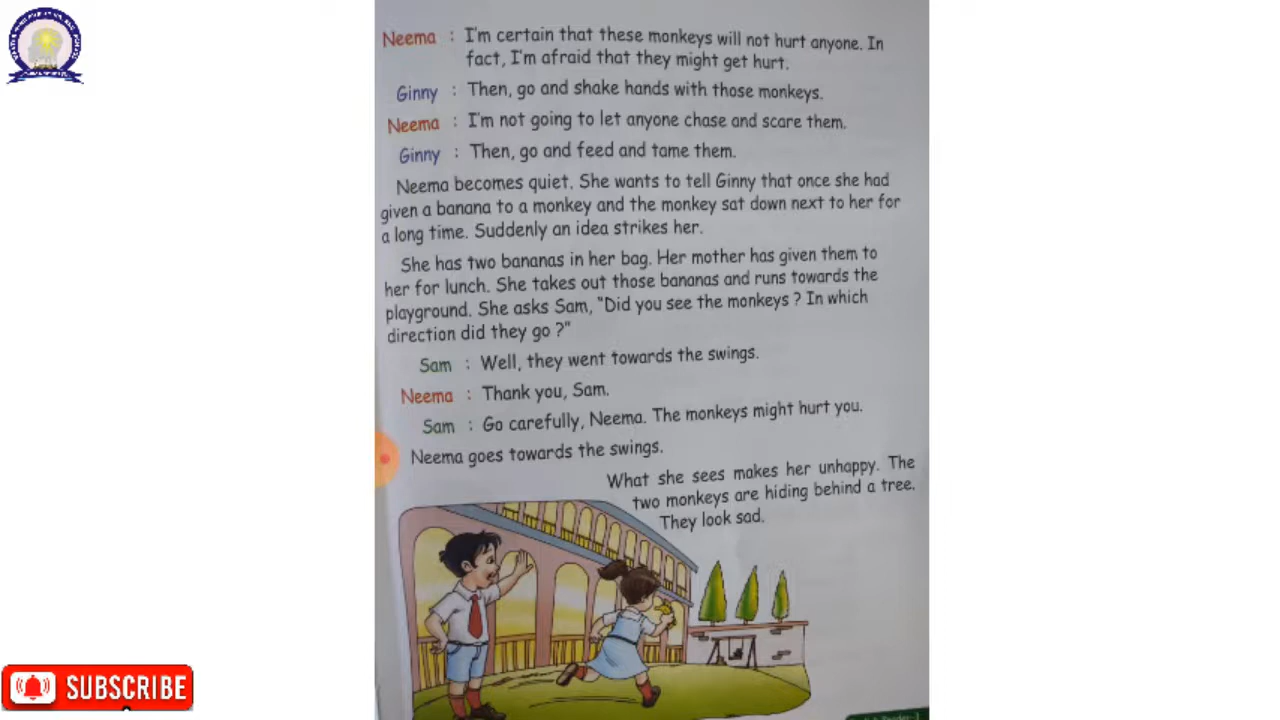 Neema : I'm certain that these monkeys will not hurt anyone. In
fact, I'm afraid that they might get hurt.
Ginny : Then, go and shake hands with those monkeys.
Neema : I'm not going to let anyone chase and scare them.
Ginny : Then, go and feed and tame them.
Neema becomes quiet. She wants to tell Ginny that once she had
given a banana to a monkey and the monkey sat down next to her for
a long time. Suddenly an idea strikes her.
She has two bananas in her bag. Her mother has given them to
her for lunch. She takes out those bananas and runs towards the
playground. She asks Sam, "Did you see the monkeys ? In which
direction did they go ?"
Sam : Well, they went towards the swings.
Neema : Thank you, Sam.
Sam : Go carefully, Neema. The monkeys might hurt you.
Neema goes towards the swings.
What she sees makes her unhappy. The
two monkeys are hiding behind a tree.
They look sad.
SUBSCRIBE